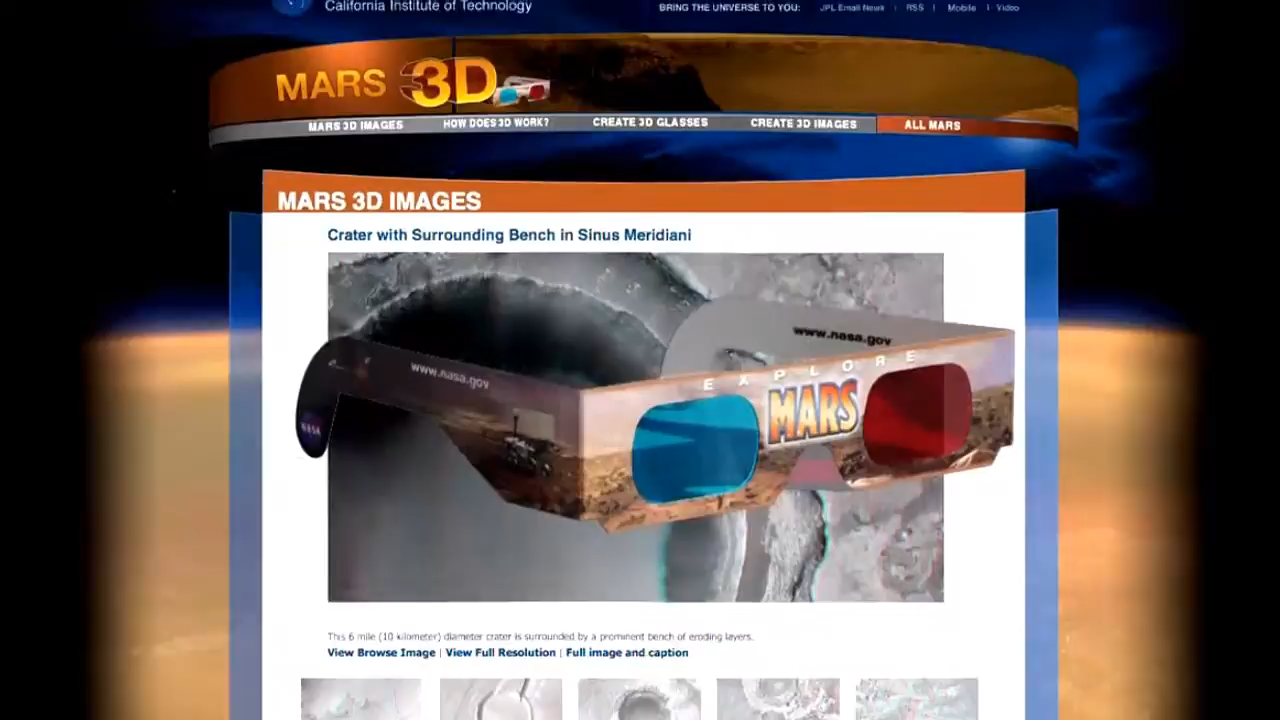 California Institute of Technology
BRING THE UNIVERSE TO YOU: JPL Email News | RSS | Mobile | Video
MARS 3D
MARS 3D IMAGES HOW DOES 3D WORK? CREATE 3D GLASSES CREATE 3D IMAGES ALL MARS
MARS 3D IMAGES
Crater with Surrounding Bench in Sinus Meridiani
www.nasa.gov
www.nasa.gov
EXPLORE
MARS
NASA
This 6 mile (10 kilometer) diameter crater is surrounded by a prominent bench of eroding layers.
View Browse Image | View Full Resolution | Full image and caption